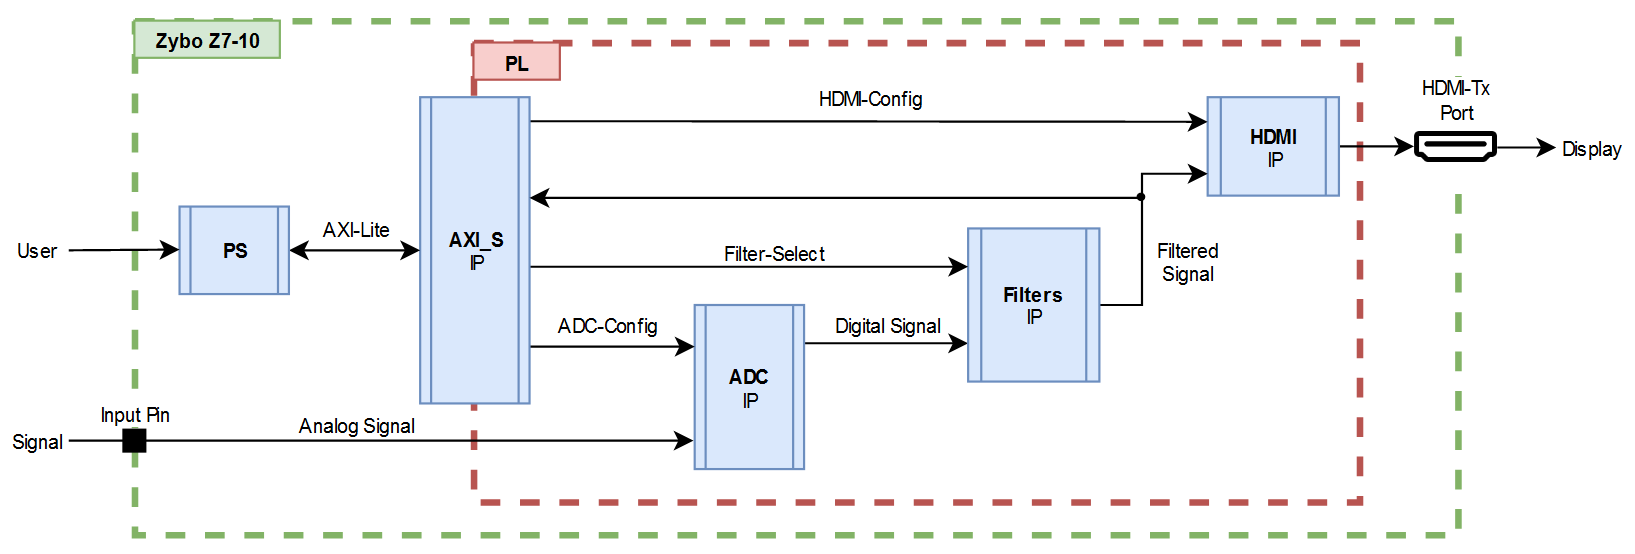 Zybo Z7-10
PL
HDMI-Tx
Port
HDMI-Config
HDMI
IP
Display
AXI-Lite
User
PS
AXI_S
IP
Filter-Select
Filtered
Signal
Filters
IP
ADC-Config
Digital Signal
ADC
IP
Input Pin
Signal
Analog Signal